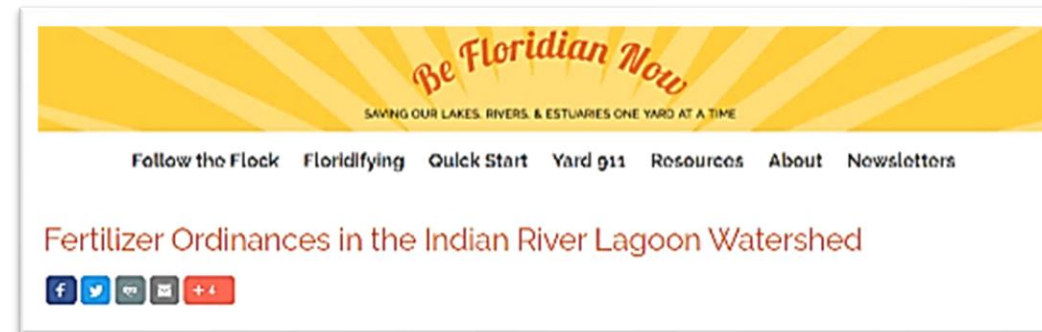 Be Floridian Now
SAVING OUR LAKES, RIVERS, & ESTUARIES ONE YARD AT A TIME
Follow the Flock Floridifying Quick Start Yard 911 Resources About Newsletters
Fertilizer Ordinances in the Indian River Lagoon Watershed
+ 4